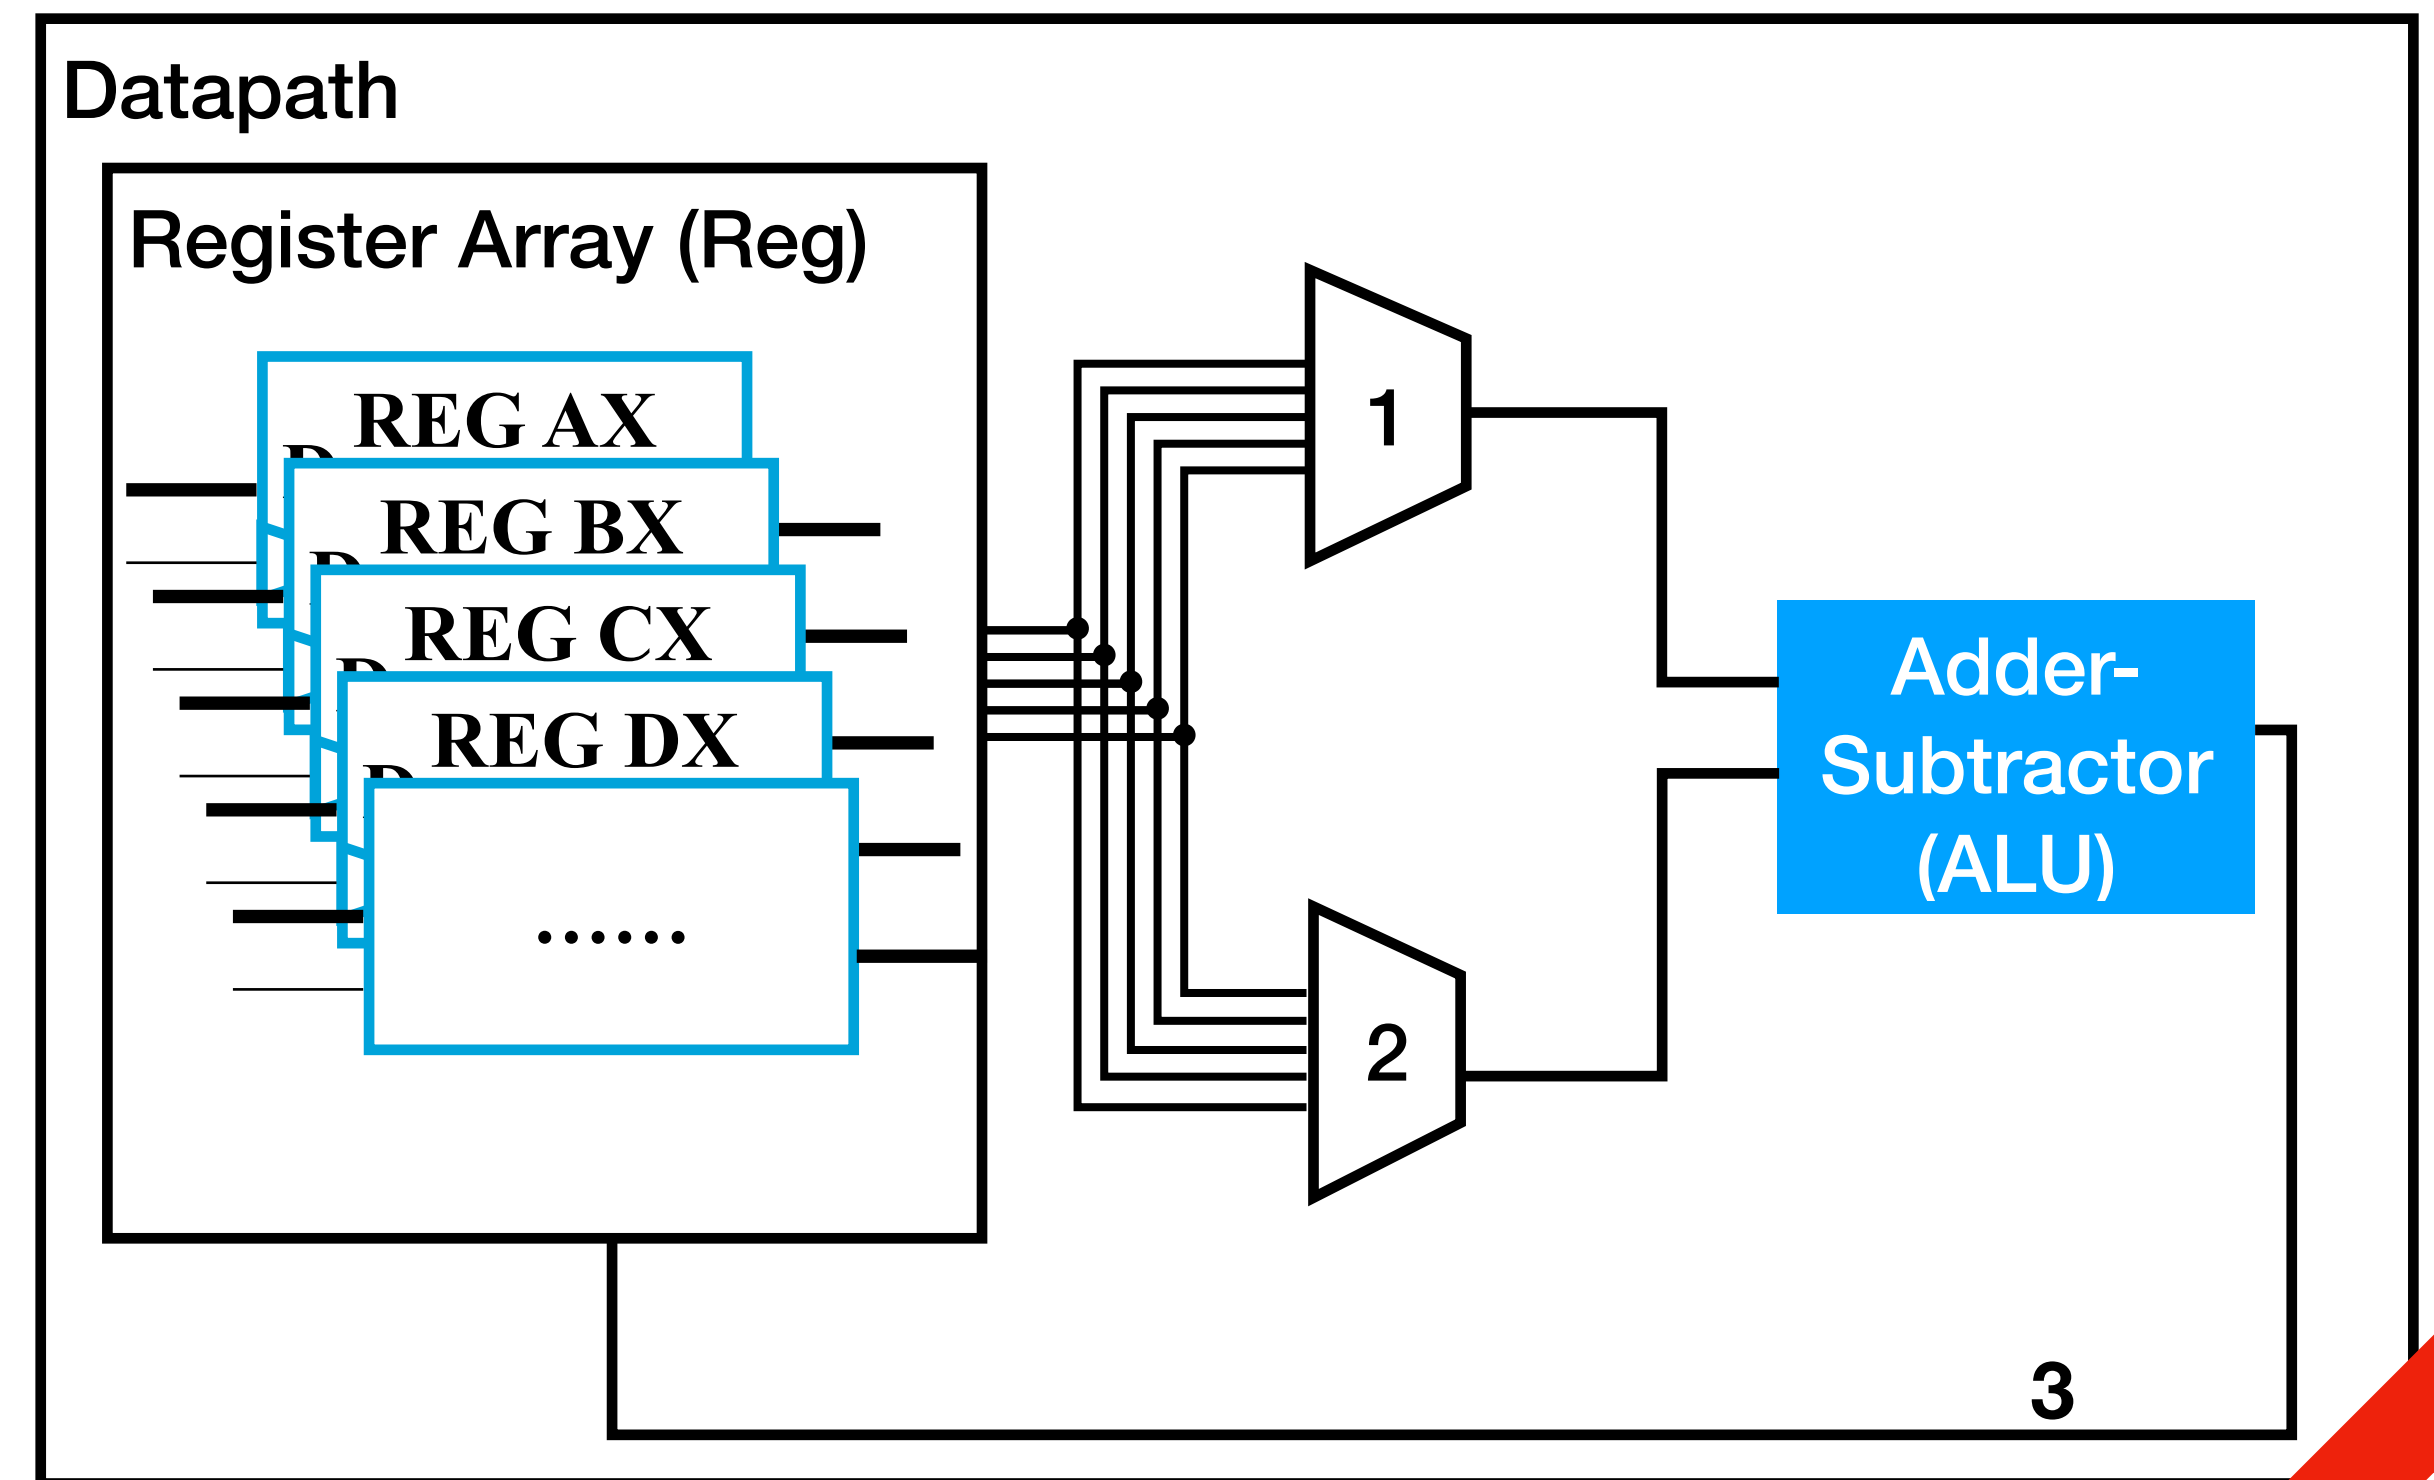 Datapath
Register Array (Reg)
REG AX
D
REG BX
D
REG CX
D
REG DX
D
......
1
2
Adder-
Subtractor
(ALU)
3